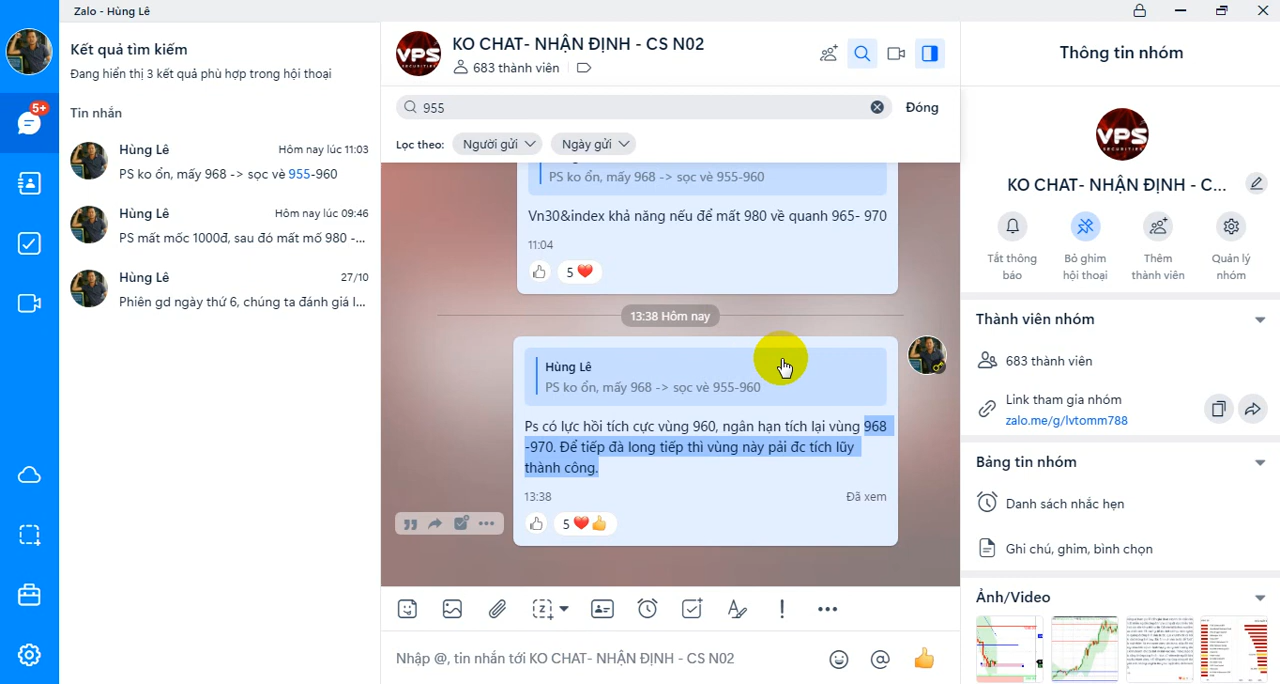 Zalo - Hùng Lê
5+
Kết quả tìm kiếm
Đang hiển thị 3 kết quả phù hợp trong hội thoại
Tin nhắn
Hùng Lê
Hôm nay lúc 11:03
PS ko ổn, mấy 968 -> sọc vè 955-960
Hùng Lê
Hôm nay lúc 09:46
PS mất mốc 1000đ, sau đó mất mố 980 -...
Hùng Lê
27/10
Phiên gd ngày thứ 6, chúng ta đánh giá l...
VPS
SECURITIES
KO CHAT- NHẬN ĐỊNH - CS N02
683 thành viên
955
Đóng
Lọc theo:
Người gửi
Ngày gửi
PS ko ổn, mấy 968 -> sọc vè 955-960
Vn30&index khả năng nếu để mất 980 về quanh 965- 970
11:04
5
13:38 Hôm nay
Hùng Lê
PS ko ổn, mấy 968 -> sọc vè 955-960
Ps có lực hồi tích cực vùng 960, ngân hạn tích lại vùng 968
-970. Để tiếp đà long tiếp thì vùng này pải đc tích lũy
thành công.
13:38
Đã xem
5
Nhập @, tin nhắn tới KO CHAT- NHẬN ĐỊNH - CS N02
Thông tin nhóm
VPS
SECURITIES
KO CHAT- NHẬN ĐỊNH - C...
Tắt thông
báo
Bỏ ghim
hội thoại
Thêm
thành viên
Quản lý
nhóm
Thành viên nhóm
683 thành viên
Link tham gia nhóm
zalo.me/g/lvtomm788
Bảng tin nhóm
Danh sách nhắc hẹn
Ghi chú, ghim, bình chọn
Ảnh/Video